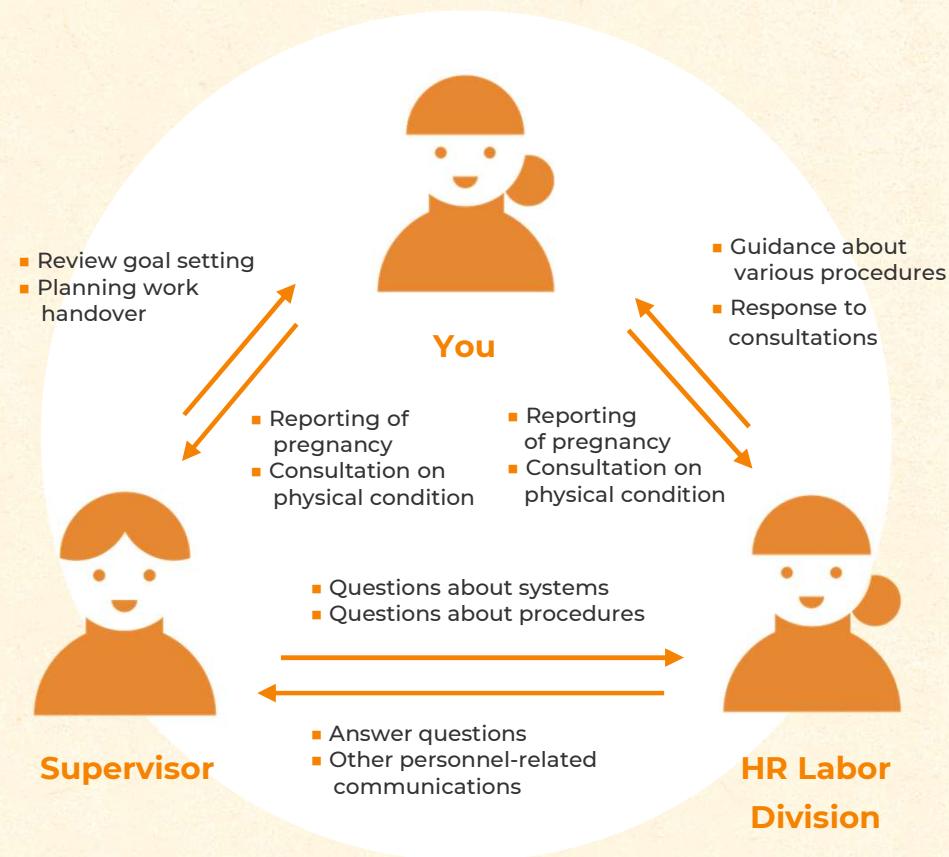 ■ Review goal setting
■ Planning work
handover
■ Guidance about
various procedures
■ Response to
consultations
You
■ Reporting of
pregnancy
■ Consultation on
physical condition
■ Reporting
of pregnancy
■ Consultation on
physical condition
■ Questions about systems
■ Questions about procedures
■ Answer questions
■ Other personnel-related
communications
Supervisor
HR Labor
Division